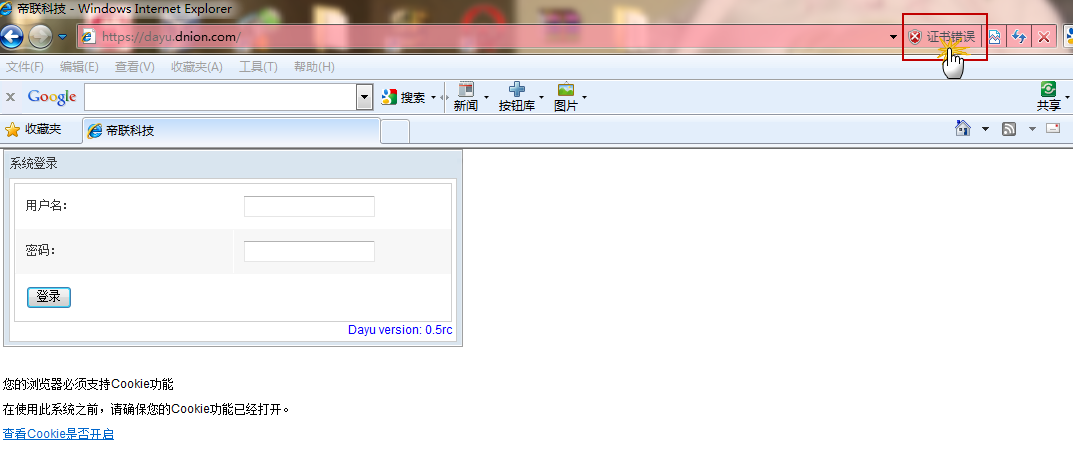 帝联科技 - Windows Internet Explorer
https://dayu.dnion.com/
证书错误
文件(F) 编辑(E) 查看(V) 收藏夹(A) 工具(T) 帮助(H)
x Google 搜索 新闻 按钮库 图片 共享
收藏夹 帝联科技
系统登录
用户名:
密码:
登录
Dayu version: 0.5rc
您的浏览器必须支持Cookie功能
在使用此系统之前，请确保您的Cookie功能已经打开。
查看Cookie是否开启